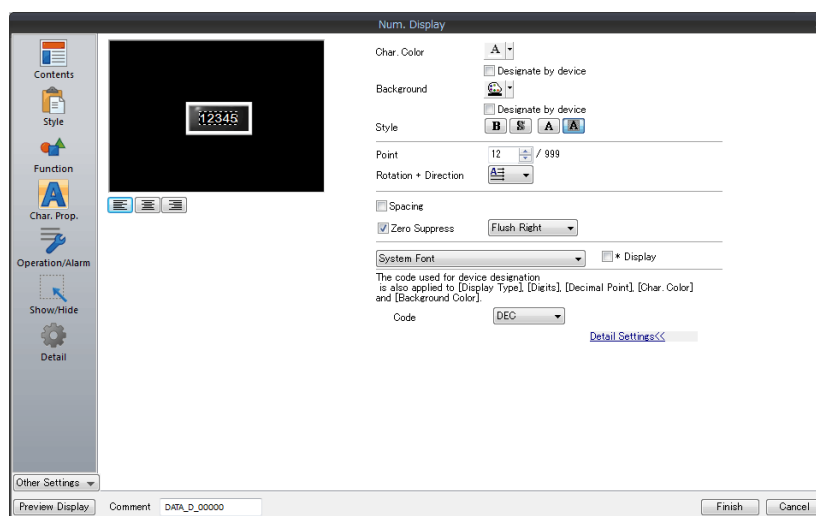 Num. Display
Contents
Style
Function
Char. Prop.
Operation/Alarm
Show/Hide
Detail
Other Settings
12345
Char. Color
A
Designate by device
Background
Designate by device
Style
B S A A
Point 12 / 999
Rotation + Direction
A
Spacing
Zero Suppress Flush Right
System Font * Display
The code used for device designation
is also applied to [Display Type], [Digits], [Decimal Point], [Char. Color]
and [Background Color].
Code DEC
Detail Settings<<
Preview Display Comment DATA_D_00000 Finish Cancel